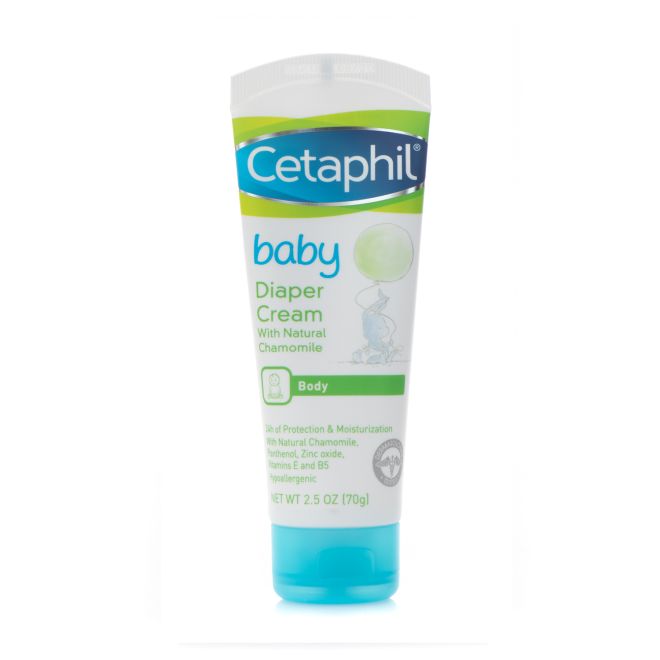 Cetaphil®
baby
Diaper
Cream
With Natural
Chamomile
Body
24h of Protection & Moisturization
With Natural Chamomile,
Panthenol, Zinc oxide,
Vitamins E and B5
Hypoallergenic
NET WT 2.5 OZ (70g)